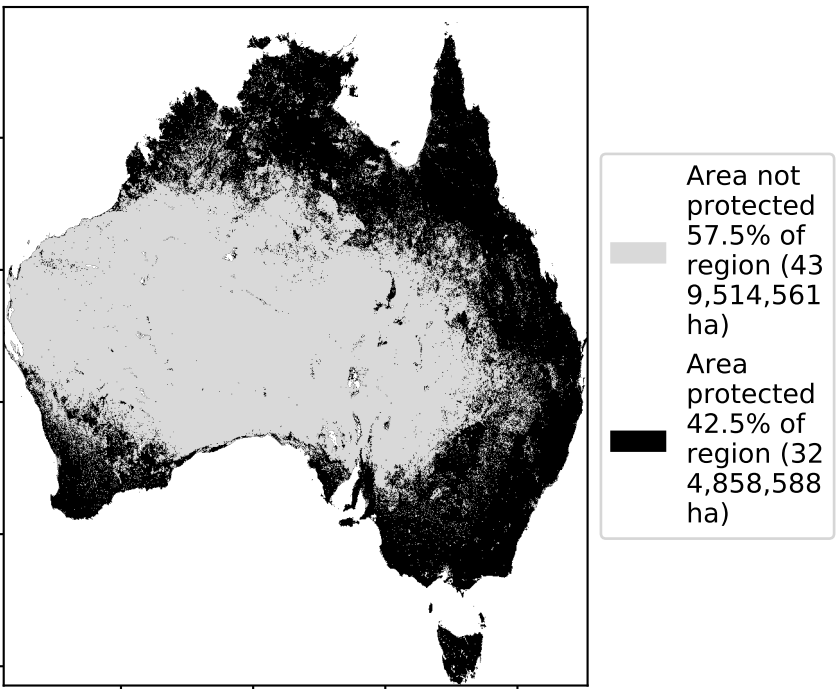 Area not
protected
57.5% of
region (43
9,514,561
ha)
Area
protected
42.5% of
region (32
4,858,588
ha)